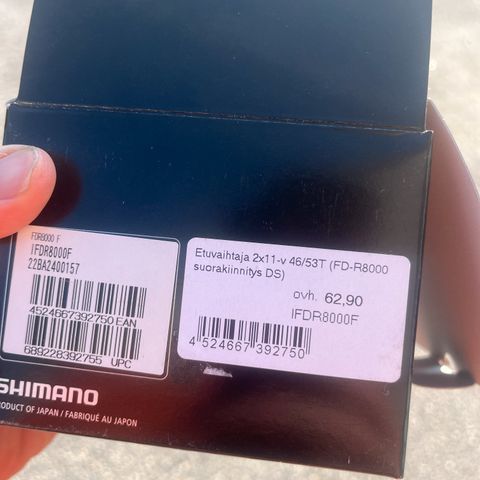 FDR8000 F
IFDR8000F
22BA2400157
4524667392750 EAN
689228392755 UPC
Etuvaihtaja 2x11-v 46/53T (FD-R8000
suorakiinnitys DS)
ovh. 62,90
IFDR8000F
4 524667 392750
SHIMANO
PRODUCT OF JAPAN / FABRIQUÉ AU JAPON